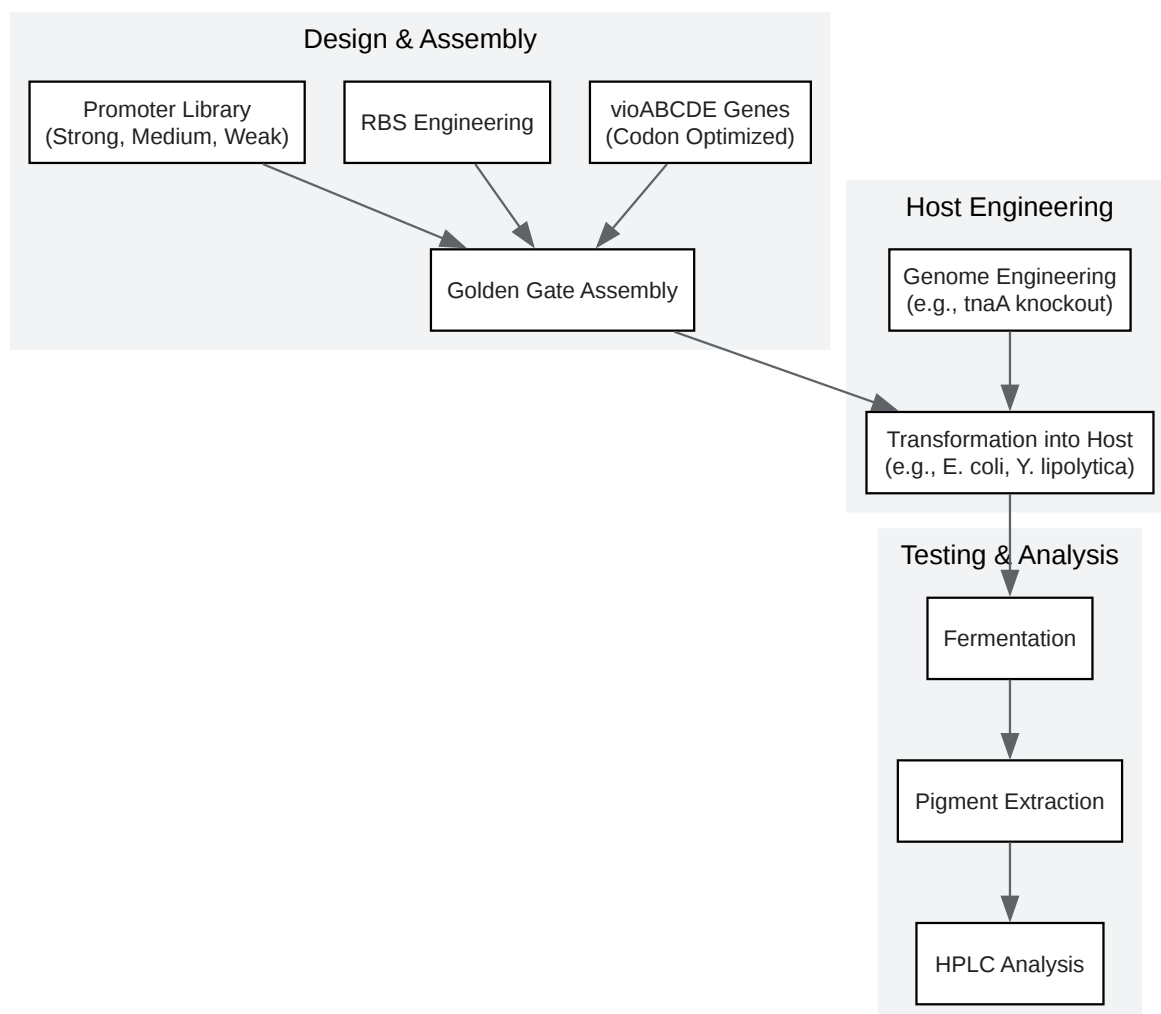 Design & Assembly
Promoter Library
(Strong, Medium, Weak)
RBS Engineering
vioABCDE Genes
(Codon Optimized)
Golden Gate Assembly
Host Engineering
Genome Engineering
(e.g., tnaA knockout)
Transformation into Host
(e.g., E. coli, Y. lipolytica)
Testing & Analysis
Fermentation
Pigment Extraction
HPLC Analysis